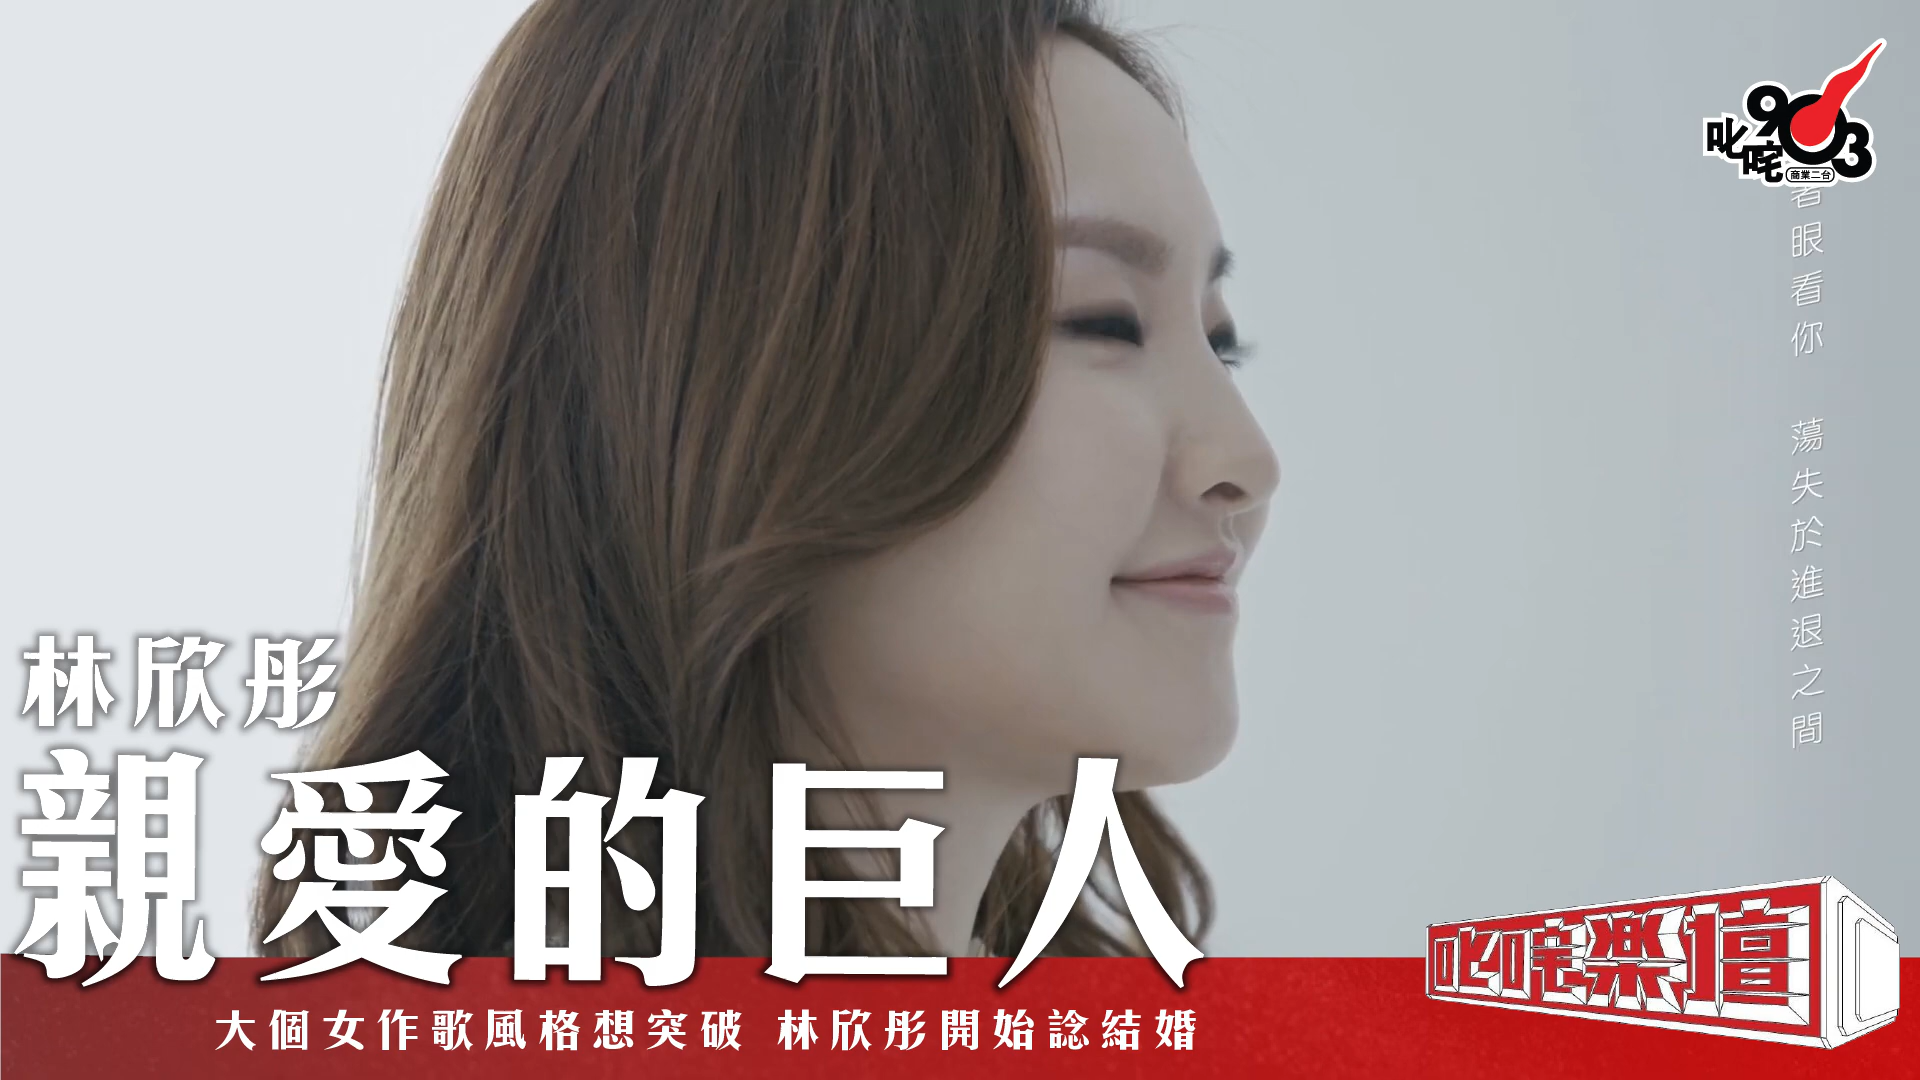 叱咤903
商業二台
着眼看你 蕩失於進退之間
林欣彤
親愛的巨人
大個女作歌風格想突破 林欣彤開始諗結婚
叱咤樂壇